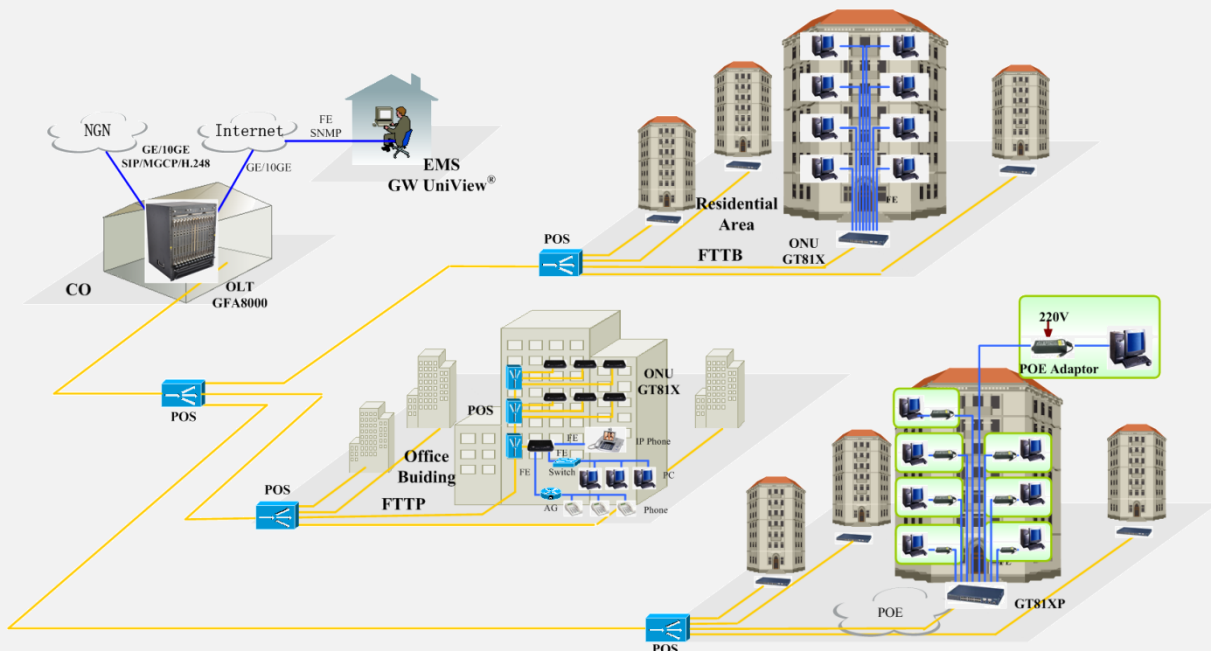 NGN
Internet
FE
SNMP
GE/10GE
SIP/MGCP/H.248
GE/10GE
EMS
GW UniView®
CO
OLT
GFA8000
POS
Residential
Area
FTTB
ONU
GT81X
FE
POS
POS
Office
Buiding
FTTP
POS
ONU
GT81X
FE
FE
FE
IP Phone
Switch
PC
AG
Phone
220V
POE Adaptor
POE
GT81XP
POS